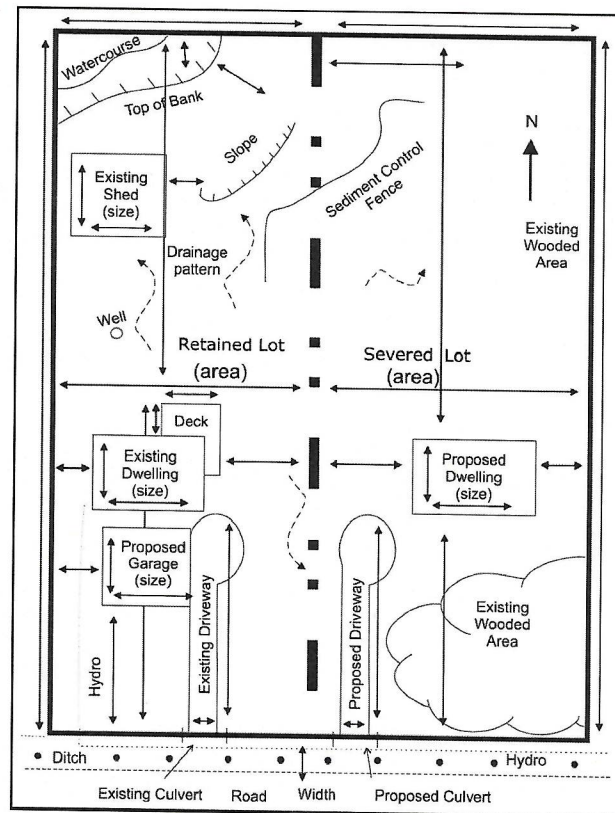 Watercourse
Top of Bank
N
Slope
Sediment Control
Fence
Existing
Shed
(size)
Existing
Wooded
Area
Drainage
pattern
Well
Retained Lot
(area)
Severed Lot
(area)
Deck
Existing
Dwelling
(size)
Proposed
Dwelling
(size)
Proposed
Garage
(size)
Existing Driveway
Proposed Driveway
Existing
Wooded
Area
Hydro
Ditch
Hydro
Existing Culvert
Road
Width
Proposed Culvert